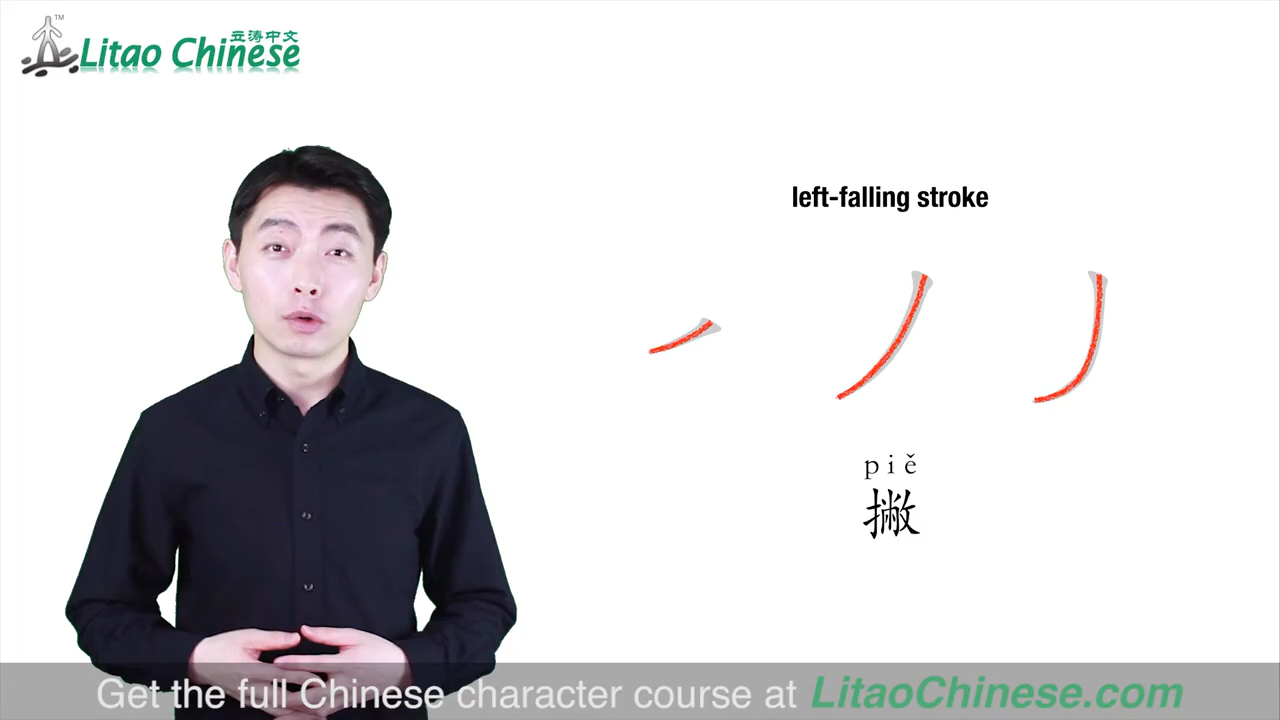 TM
立涛中文
Litao Chinese
left-falling stroke
piě
撇
Get the full Chinese character course at LitaoChinese.com